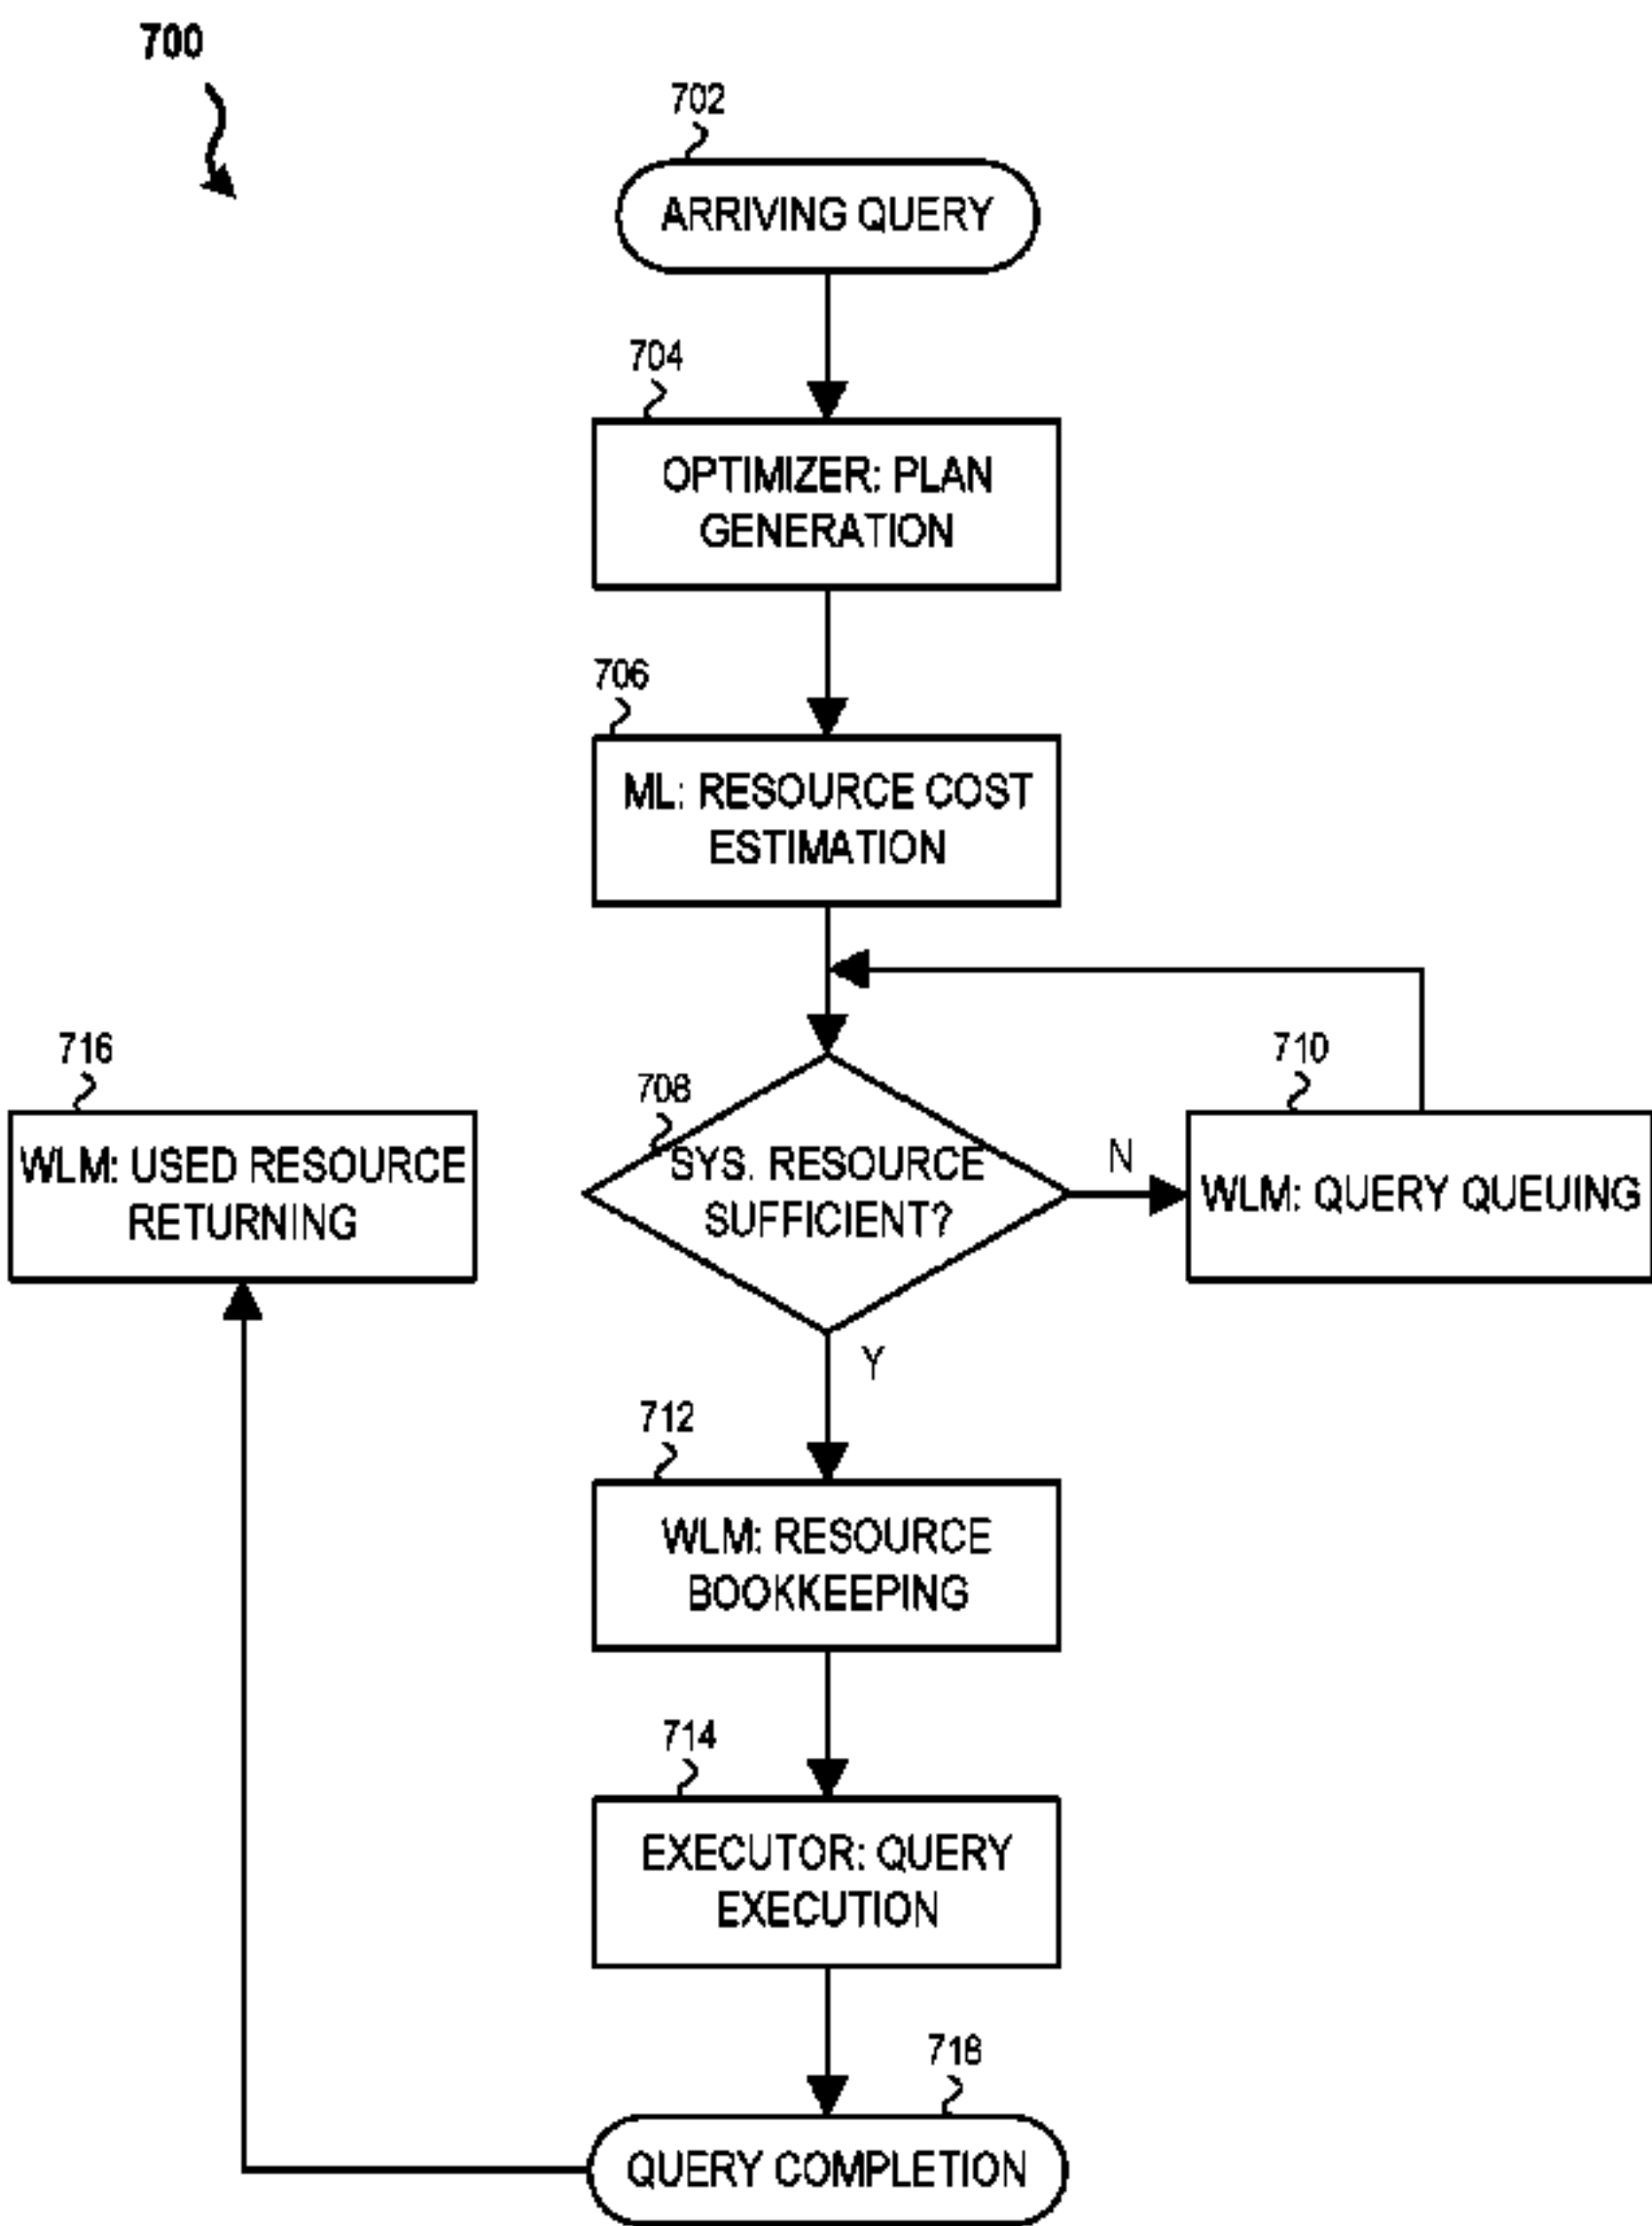 700
702
ARRIVING QUERY
704
OPTIMIZER: PLAN
GENERATION
706
ML: RESOURCE COST
ESTIMATION
716
WLM: USED RESOURCE
RETURNING
708
SYS. RESOURCE
SUFFICIENT?
N
710
WLM: QUERY QUEUING
Y
712
WLM: RESOURCE
BOOKKEEPING
714
EXECUTOR: QUERY
EXECUTION
718
QUERY COMPLETION